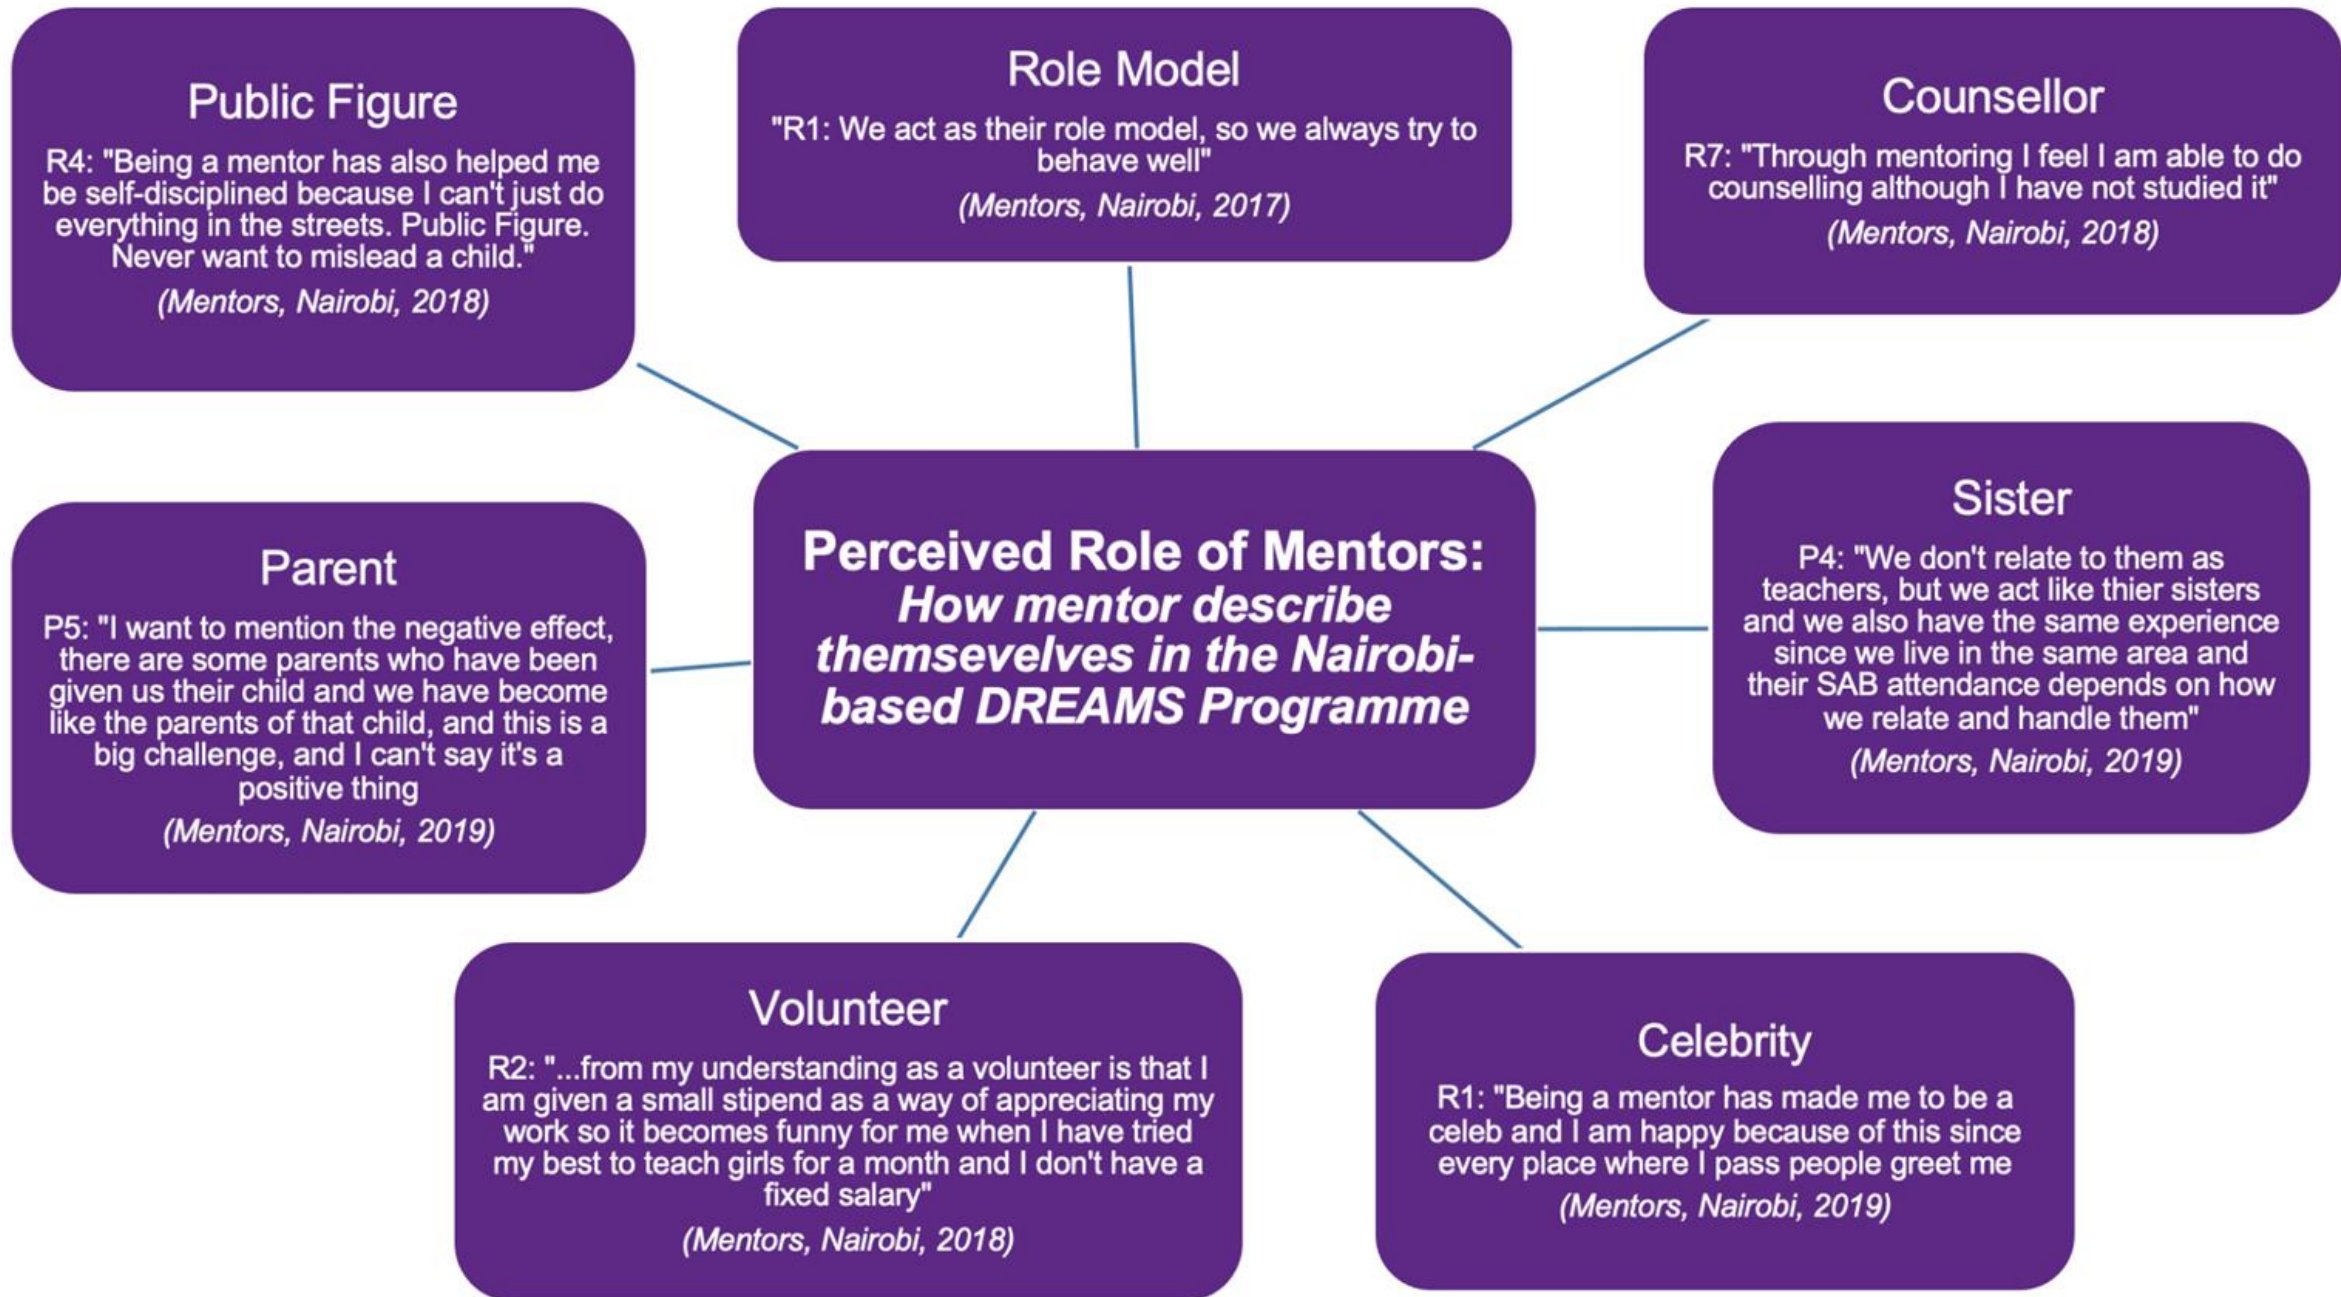 Public Figure
R4: "Being a mentor has also helped me
be self-disciplined because I can't just do
everything in the streets. Public Figure.
Never want to mislead a child."
(Mentors, Nairobi, 2018)
Role Model
"R1: We act as their role model, so we always try to
behave well"
(Mentors, Nairobi, 2017)
Counsellor
R7: "Through mentoring I feel I am able to do
counselling although I have not studied it"
(Mentors, Nairobi, 2018)
Parent
P5: "I want to mention the negative effect,
there are some parents who have been
given us their child and we have become
like the parents of that child, and this is a
big challenge, and I can't say it's a
positive thing
(Mentors, Nairobi, 2019)
Perceived Role of Mentors:
How mentor describe
themsevelves in the Nairobi-
based DREAMS Programme
Sister
P4: "We don't relate to them as
teachers, but we act like thier sisters
and we also have the same experience
since we live in the same area and
their SAB attendance depends on how
we relate and handle them"
(Mentors, Nairobi, 2019)
Volunteer
R2: "...from my understanding as a volunteer is that I
am given a small stipend as a way of appreciating my
work so it becomes funny for me when I have tried
my best to teach girls for a month and I don't have a
fixed salary"
(Mentors, Nairobi, 2018)
Celebrity
R1: "Being a mentor has made me to be a
celeb and I am happy because of this since
every place where I pass people greet me
(Mentors, Nairobi, 2019)